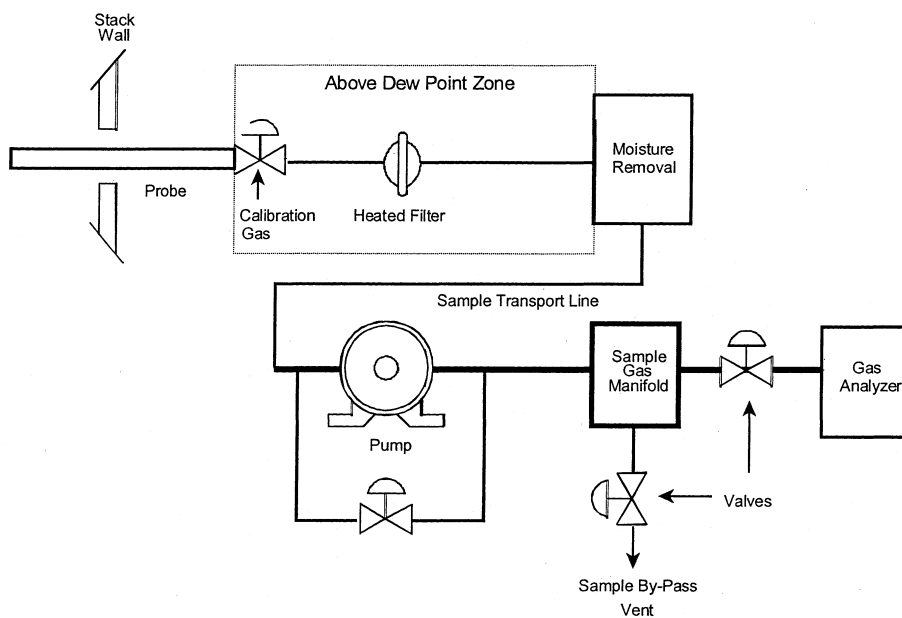 Stack
Wall
Above Dew Point Zone
Moisture
Removal
Probe
Calibration
Gas
Heated Filter
Sample Transport Line
Sample
Gas
Manifold
Gas
Analyzer
Pump
Valves
Sample By-Pass
Vent